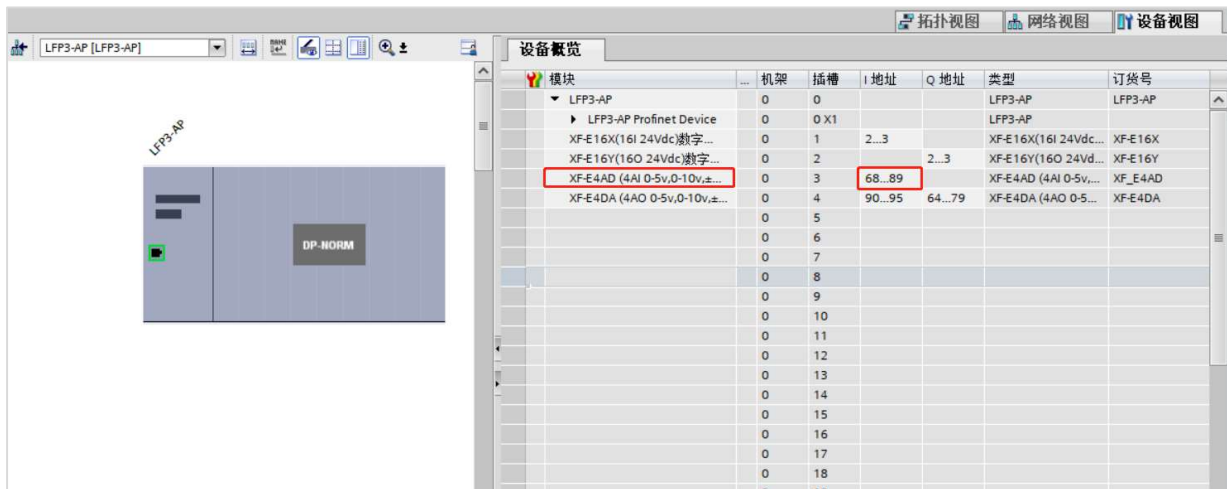 拓扑视图 网络视图 设备视图
LFP3-AP [LFP3-AP]
设备概览
模块 ... 机架 插槽 I 地址 Q 地址 类型 订货号
LFP3-AP 0 0 LFP3-AP LFP3-AP
LFP3-AP Profinet Device 0 0 X1 LFP3-AP
XF-E16X(16I 24Vdc)数字... 0 1 2...3 XF-E16X(16I 24Vdc... XF-E16X
XF-E16Y(16O 24Vdc)数字... 0 2 2...3 XF-E16Y(16O 24Vd... XF-E16Y
XF-E4AD (4AI 0-5v,0-10v,±... 0 3 68...89 XF-E4AD (4AI 0-5v,... XF_E4AD
XF-E4DA (4AO 0-5v,0-10v,±... 0 4 90...95 64...79 XF-E4DA (4AO 0-5... XF-E4DA
0 5
0 6
0 7
0 8
0 9
0 10
0 11
0 12
0 13
0 14
0 15
0 16
0 17
0 18
LFP3-AP
DP-NORM